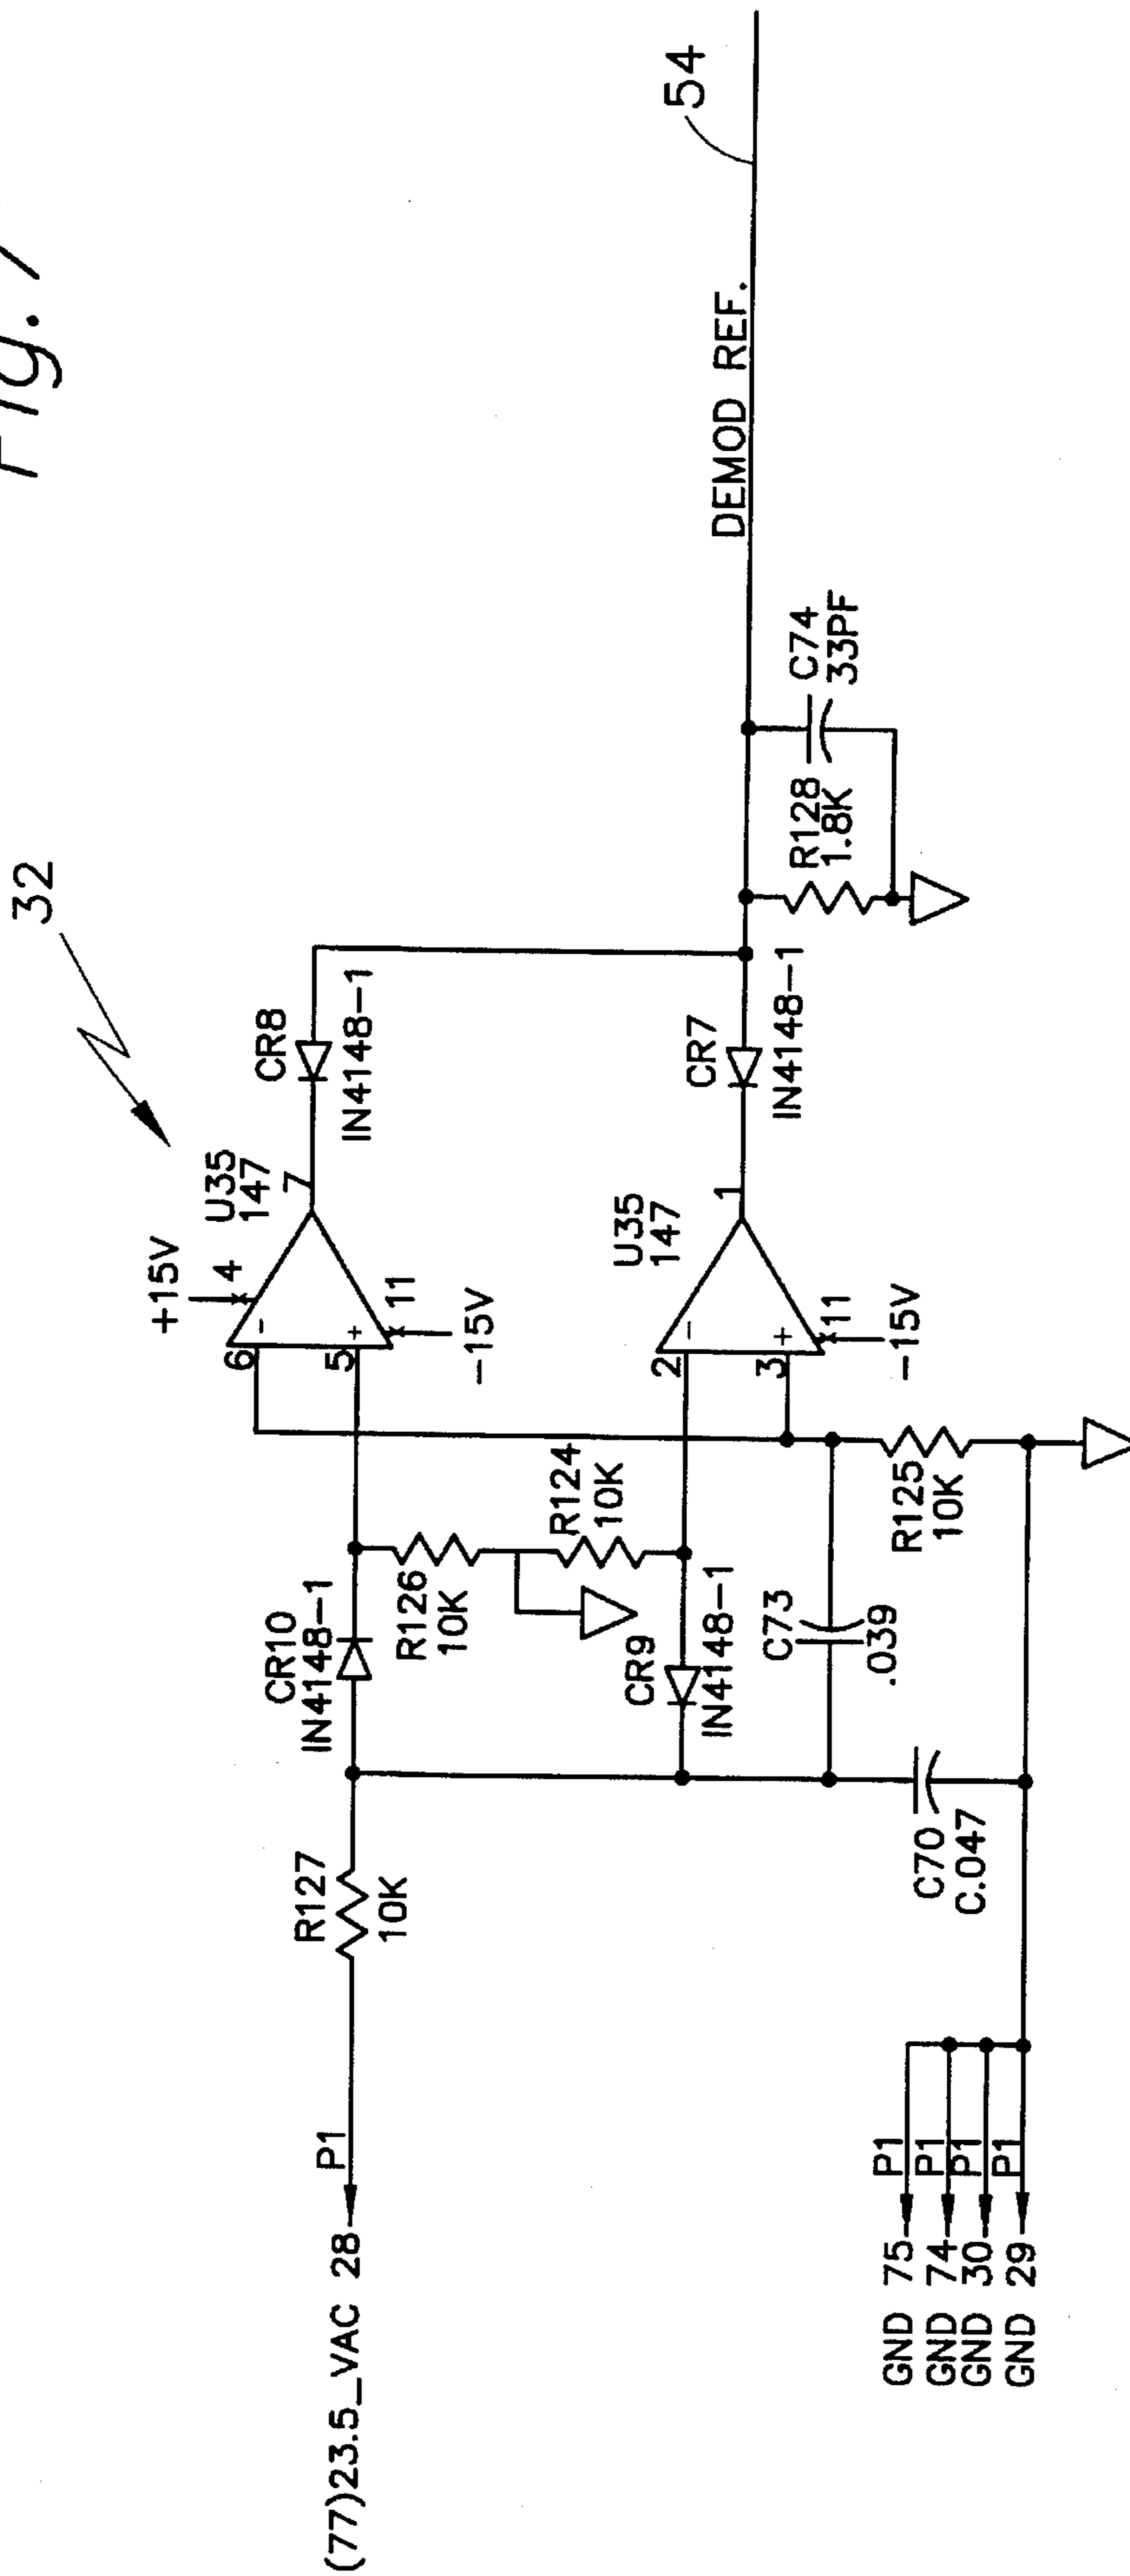 Fig. 7
32
+15V
4
U35
147
7
6
-
5
+
11
-15V
CR8
IN4148-1
CR10
IN4148-1
R127
10K
(77)23.5_VAC 28
P1
R126
10K
R124
10K
CR9
IN4148-1
U35
147
2
-
3
+
1
11
-15V
CR7
IN4148-1
DEMOD REF.
54
R128
1.8K
C74
33PF
C73
.039
R125
10K
C70
C.047
GND 75 P1
GND 74 P1
GND 30 P1
GND 29 P1